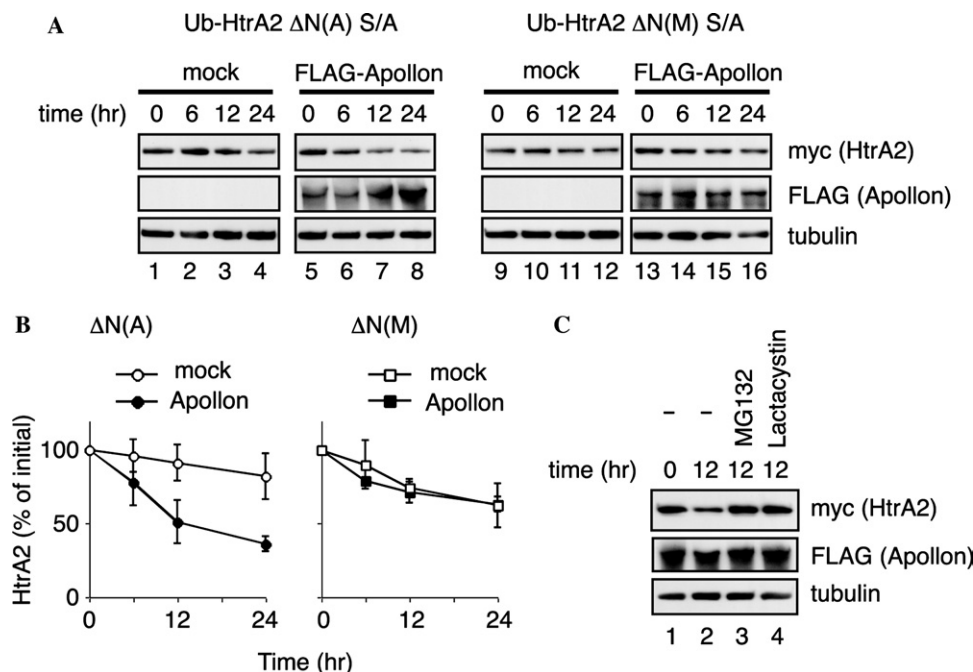 A
Ub-HtrA2 ΔN(A) S/A
Ub-HtrA2 ΔN(M) S/A
mock
FLAG-Apollon
mock
FLAG-Apollon
time (hr)
0 6 12 24
0 6 12 24
0 6 12 24
0 6 12 24
myc (HtrA2)
FLAG (Apollon)
tubulin
1 2 3 4
5 6 7 8
9 10 11 12
13 14 15 16
B
ΔN(A)
mock
Apollon
ΔN(M)
mock
Apollon
HtrA2 (% of initial)
100
50
0
0 12 24
0 12 24
Time (hr)
C
– – MG132 Lactacystin
time (hr) 0 12 12 12
myc (HtrA2)
FLAG (Apollon)
tubulin
1 2 3 4